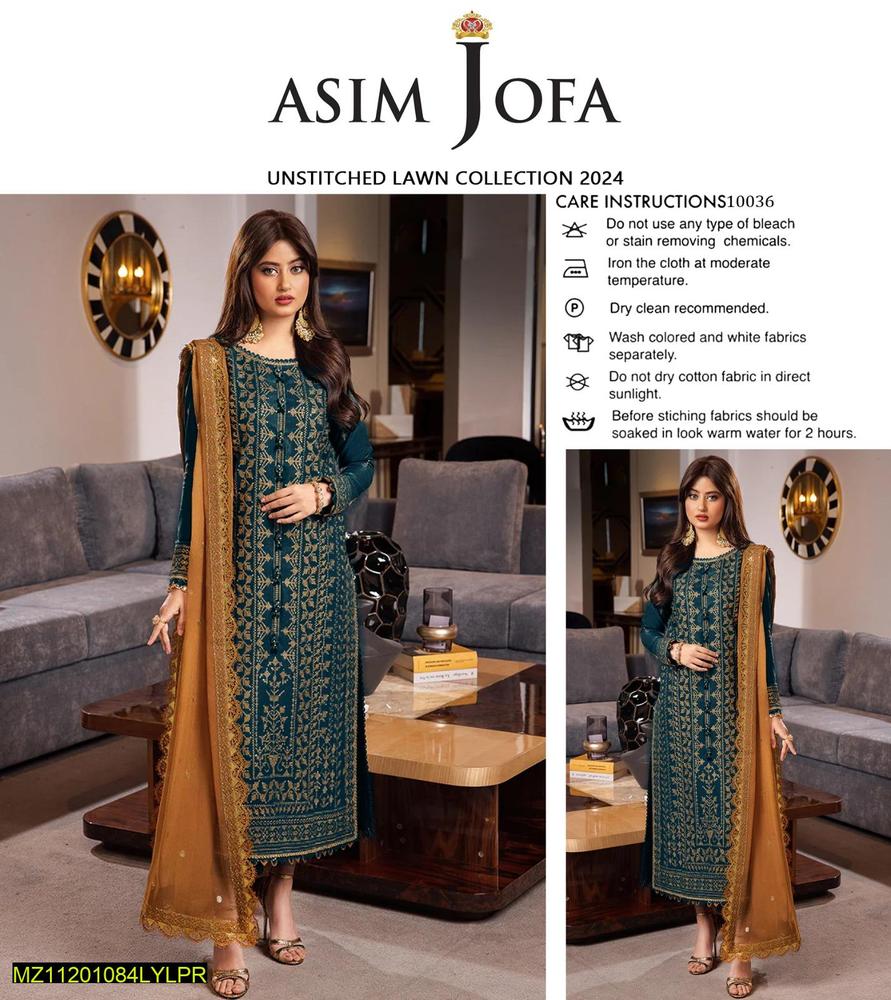 ASIM JOFA
UNSTITCHED LAWN COLLECTION 2024
CARE INSTRUCTIONS10036
Do not use any type of bleach
or stain removing chemicals.
Iron the cloth at moderate
temperature.
P
Dry clean recommended.
Wash colored and white fabrics
separately.
Do not dry cotton fabric in direct
sunlight.
Before stiching fabrics should be
soaked in look warm water for 2 hours.
MZ11201084LYLPR